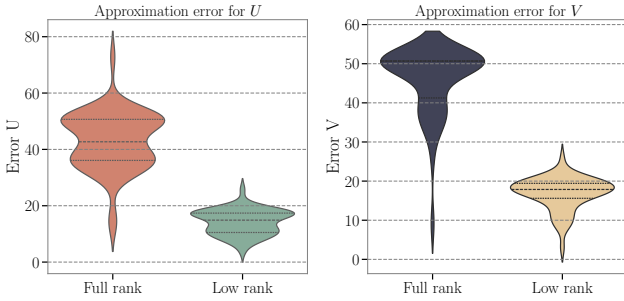 Approximation error for U
Error U
80
60
40
20
0
Full rank
Low rank
Approximation error for V
Error V
60
50
40
30
20
10
0
Full rank
Low rank